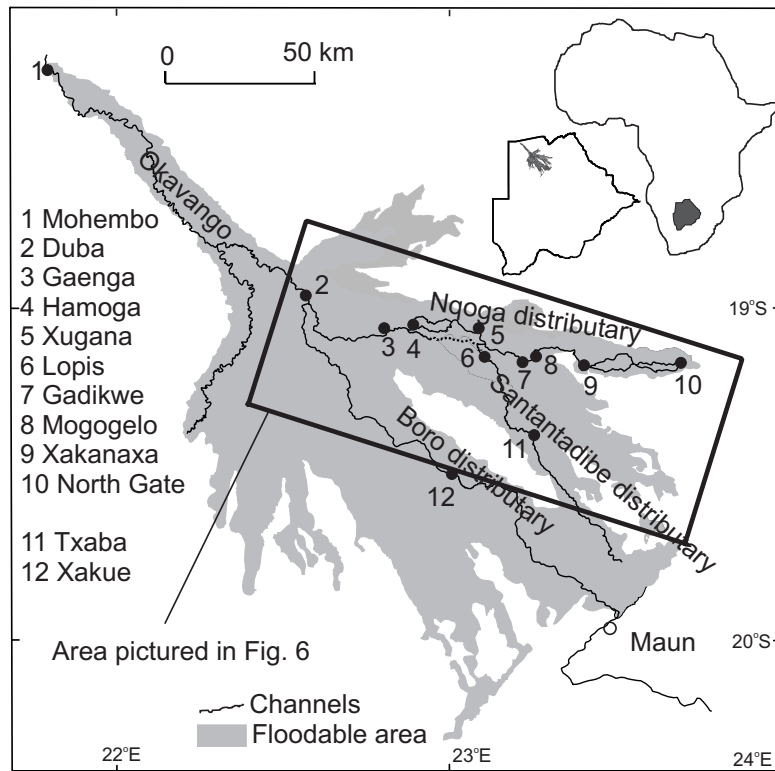 0 50 km
1
Okavango
1 Mohembo
2 Duba
3 Gaenga
4 Hamoga
5 Xugana
6 Lopis
7 Gadikwe
8 Mogogelo
9 Xakanaxa
10 North Gate
11 Txaba
12 Xakue
2
Nqoga distributary
19°S
3
4
5
6
7
8
9
10
Santantadibe distributary
Boro distributary
11
12
Area pictured in Fig. 6
Maun
20°S
Channels
Floodable area
22°E
23°E
24°E